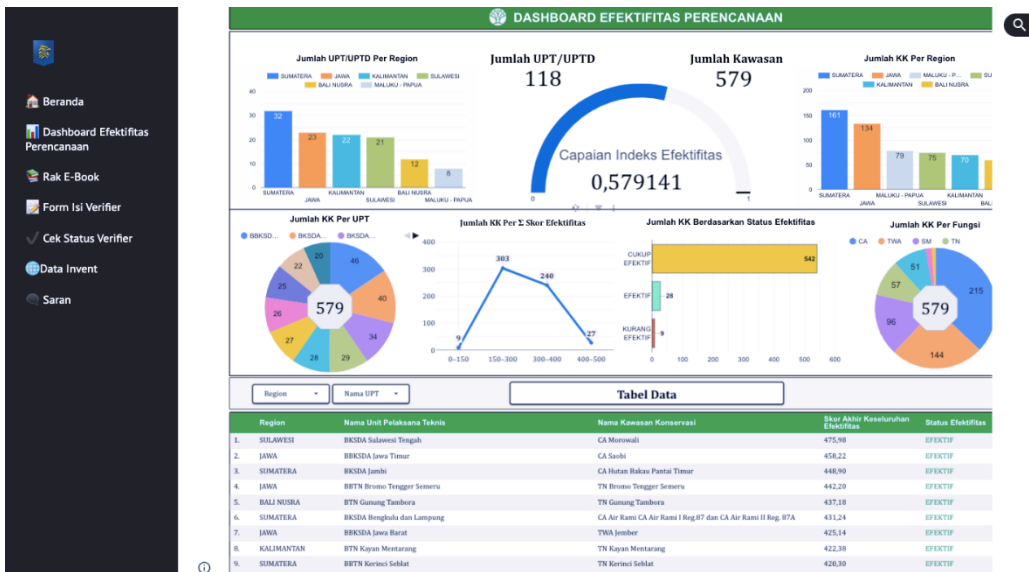 DASHBOARD EFEKTIFITAS PERENCANAAN
Beranda
Dashboard Efektifitas
Perencanaan
Rak E-Book
Form Isi Verifier
Cek Status Verifier
Data Invent
Saran
Jumlah UPT/UPTD Per Region
SUMATERA JAWA KALIMANTAN SULAWESI
BALI NUSRA MALUKU - PAPUA
40
30
20
10
0
32
23
22
21
12
8
SUMATERA KALIMANTAN BALI NUSRA
JAWA SULAWESI MALUKU - PAPUA
Jumlah UPT/UPTD
118
Jumlah Kawasan
579
Capaian Indeks Efektifitas
0,579141
0 1
Jumlah KK Per Region
SUMATERA JAWA MALUKU - P... SU
KALIMANTAN BALI NUSRA
200
150
100
50
0
161
134
79
75
70
SUMATERA MALUKU - PAPUA KALIMANTAN
JAWA SULAWESI BAL
Jumlah KK Per UPT
BBKSD... BKSDA... BKSDA...
46
40
34
29
28
27
26
25
22
20
579
Jumlah KK Per Σ Skor Efektifitas
400
300
200
100
0
9
303
240
27
0-150 150-300 300-400 400-500
Jumlah KK Berdasarkan Status Efektifitas
CUKUP
EFEKTIF
542
EFEKTIF
28
KURANG
EFEKTIF
9
0 100 200 300 400 500 600
Jumlah KK Per Fungsi
CA TWA SM TN
215
144
96
57
51
579
Region
Nama UPT
Tabel Data
Region Nama Unit Pelaksana Teknis Nama Kawasan Konservasi Skor Akhir Keseluruhan Efektifitas Status Efektifitas
1. SULAWESI BKSDA Sulawesi Tengah CA Morowali 475,98 EFEKTIF
2. JAWA BBKSDA Jawa Timur CA Saobi 458,22 EFEKTIF
3. SUMATERA BKSDA Jambi CA Hutan Bakau Pantai Timur 448,90 EFEKTIF
4. JAWA BBTN Bromo Tengger Semeru TN Bromo Tengger Semeru 442,20 EFEKTIF
5. BALI NUSRA BTN Gunung Tambora TN Gunung Tambora 437,18 EFEKTIF
6. SUMATERA BKSDA Bengkulu dan Lampung CA Air Rami CA Air Rami I Reg.87 dan CA Air Rami II Reg. 87A 431,24 EFEKTIF
7. JAWA BBKSDA Jawa Barat TWA Jember 425,14 EFEKTIF
8. KALIMANTAN BTN Kayan Mentarang TN Kayan Mentarang 422,38 EFEKTIF
9. SUMATERA BBTN Kerinci Seblat TN Kerinci Seblat 420,30 EFEKTIF